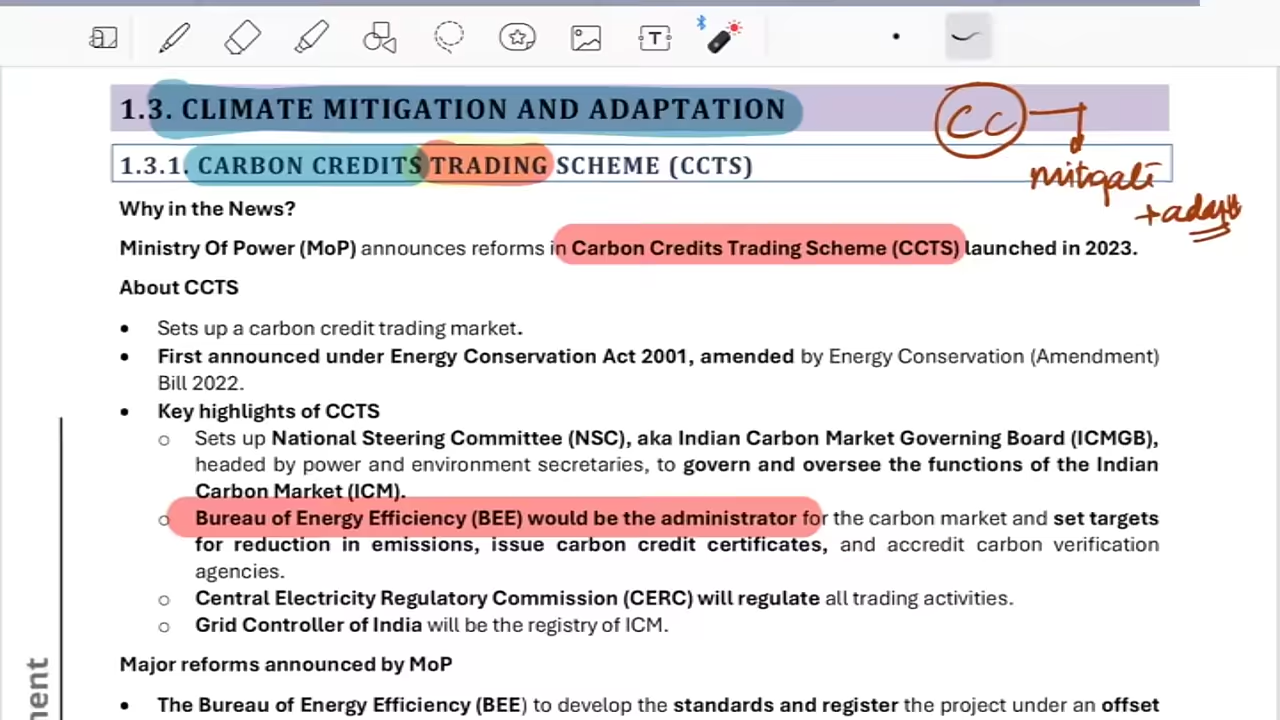 1.3. CLIMATE MITIGATION AND ADAPTATION
Cc
1.3.1. CARBON CREDITS TRADING SCHEME (CCTS)
mitgati
+adapt
Why in the News?
Ministry Of Power (MoP) announces reforms in Carbon Credits Trading Scheme (CCTS) launched in 2023.
About CCTS
• Sets up a carbon credit trading market.
• First announced under Energy Conservation Act 2001, amended by Energy Conservation (Amendment)
Bill 2022.
• Key highlights of CCTS
o Sets up National Steering Committee (NSC), aka Indian Carbon Market Governing Board (ICMGB),
headed by power and environment secretaries, to govern and oversee the functions of the Indian
Carbon Market (ICM).
o Bureau of Energy Efficiency (BEE) would be the administrator for the carbon market and set targets
for reduction in emissions, issue carbon credit certificates, and accredit carbon verification
agencies.
o Central Electricity Regulatory Commission (CERC) will regulate all trading activities.
o Grid Controller of India will be the registry of ICM.
Major reforms announced by MoP
• The Bureau of Energy Efficiency (BEE) to develop the standards and register the project under an offset
nent